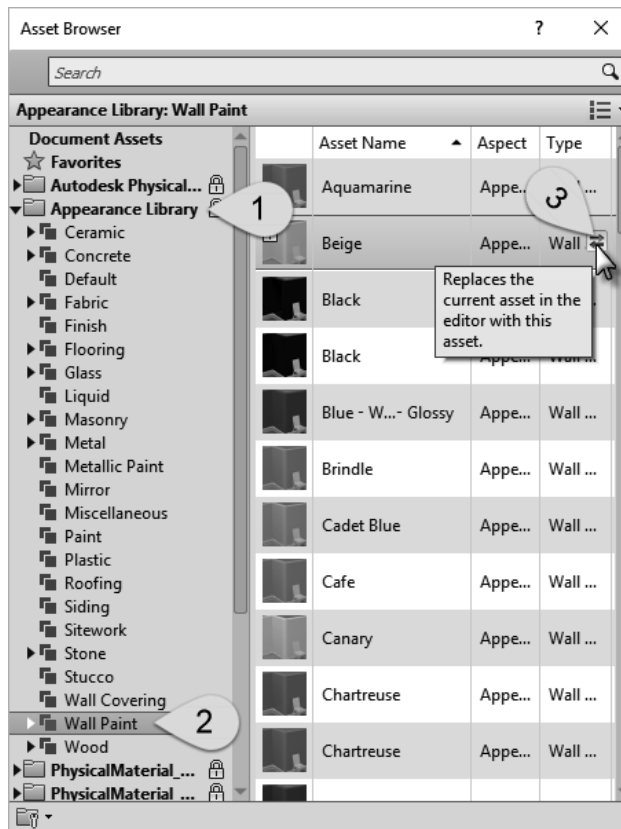 Asset Browser ? ×
Search
Appearance Library: Wall Paint
Document Assets
Favorites
Autodesk Physical...
Appearance Library
Ceramic
Concrete
Default
Fabric
Finish
Flooring
Glass
Liquid
Masonry
Metal
Metallic Paint
Mirror
Miscellaneous
Paint
Plastic
Roofing
Siding
Sitework
Stone
Stucco
Wall Covering
Wall Paint
Wood
PhysicalMaterial_...
PhysicalMaterial ...
1
2
Asset Name Aspect Type
Aquamarine Appe... ...
3
Beige Appe... Wall
Replaces the
current asset in the
editor with this
asset.
Black
Black
Blue - W...- Glossy Appe... Wall ...
Brindle Appe... Wall ...
Cadet Blue Appe... Wall ...
Cafe Appe... Wall ...
Canary Appe... Wall ...
Chartreuse Appe... Wall ...
Chartreuse Appe... Wall ...